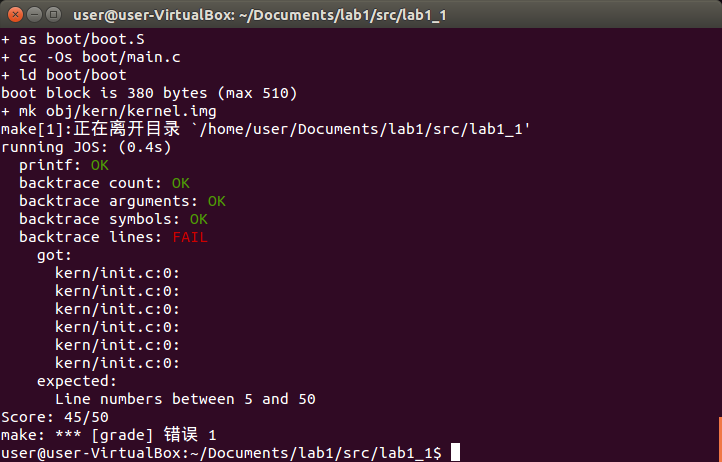 user@user-VirtualBox: ~/Documents/lab1/src/lab1_1
+ as boot/boot.S
+ cc -Os boot/main.c
+ ld boot/boot
boot block is 380 bytes (max 510)
+ mk obj/kern/kernel.img
make[1]:正在离开目录 `/home/user/Documents/lab1/src/lab1_1'
running JOS: (0.4s)
  printf: OK
  backtrace count: OK
  backtrace arguments: OK
  backtrace symbols: OK
  backtrace lines: FAIL
    got:
      kern/init.c:0:
      kern/init.c:0:
      kern/init.c:0:
      kern/init.c:0:
      kern/init.c:0:
      kern/init.c:0:
    expected:
      Line numbers between 5 and 50
Score: 45/50
make: *** [grade] 错误 1
user@user-VirtualBox:~/Documents/lab1/src/lab1_1$